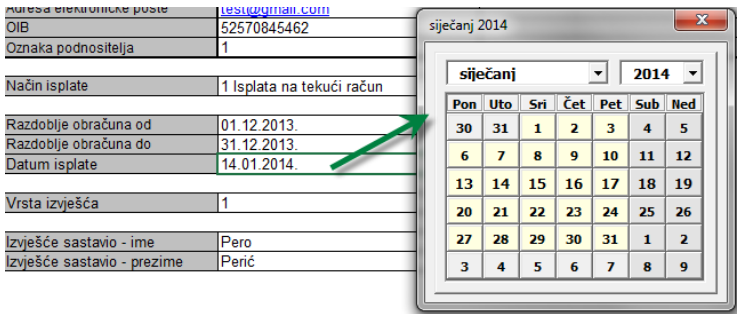 Adresa elektroničke pošte test@gmail.com
OIB 52570845462
Oznaka podnositelja 1
Način isplate 1 Isplata na tekući račun
Razdoblje obračuna od 01.12.2013.
Razdoblje obračuna do 31.12.2013.
Datum isplate 14.01.2014.
Vrsta izvješća 1
Izvješće sastavio - ime Pero
Izvješće sastavio - prezime Perić
siječanj 2014
siječanj 2014
Pon Uto Sri Čet Pet Sub Ned
30 31 1 2 3 4 5
6 7 8 9 10 11 12
13 14 15 16 17 18 19
20 21 22 23 24 25 26
27 28 29 30 31 1 2
3 4 5 6 7 8 9